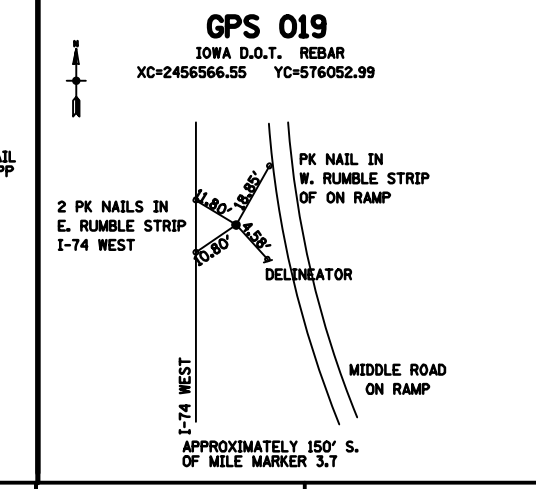 GPS 019
IOWA D.O.T. REBAR
XC=2456566.55 YC=576052.99
N
AIL
PP
PK NAIL IN
W. RUMBLE STRIP
OF ON RAMP
2 PK NAILS IN
E. RUMBLE STRIP
I-74 WEST
11.80'
18.85'
10.80'
4.58'
DELINEATOR
I-74 WEST
MIDDLE ROAD
ON RAMP
APPROXIMATELY 150' S.
OF MILE MARKER 3.7